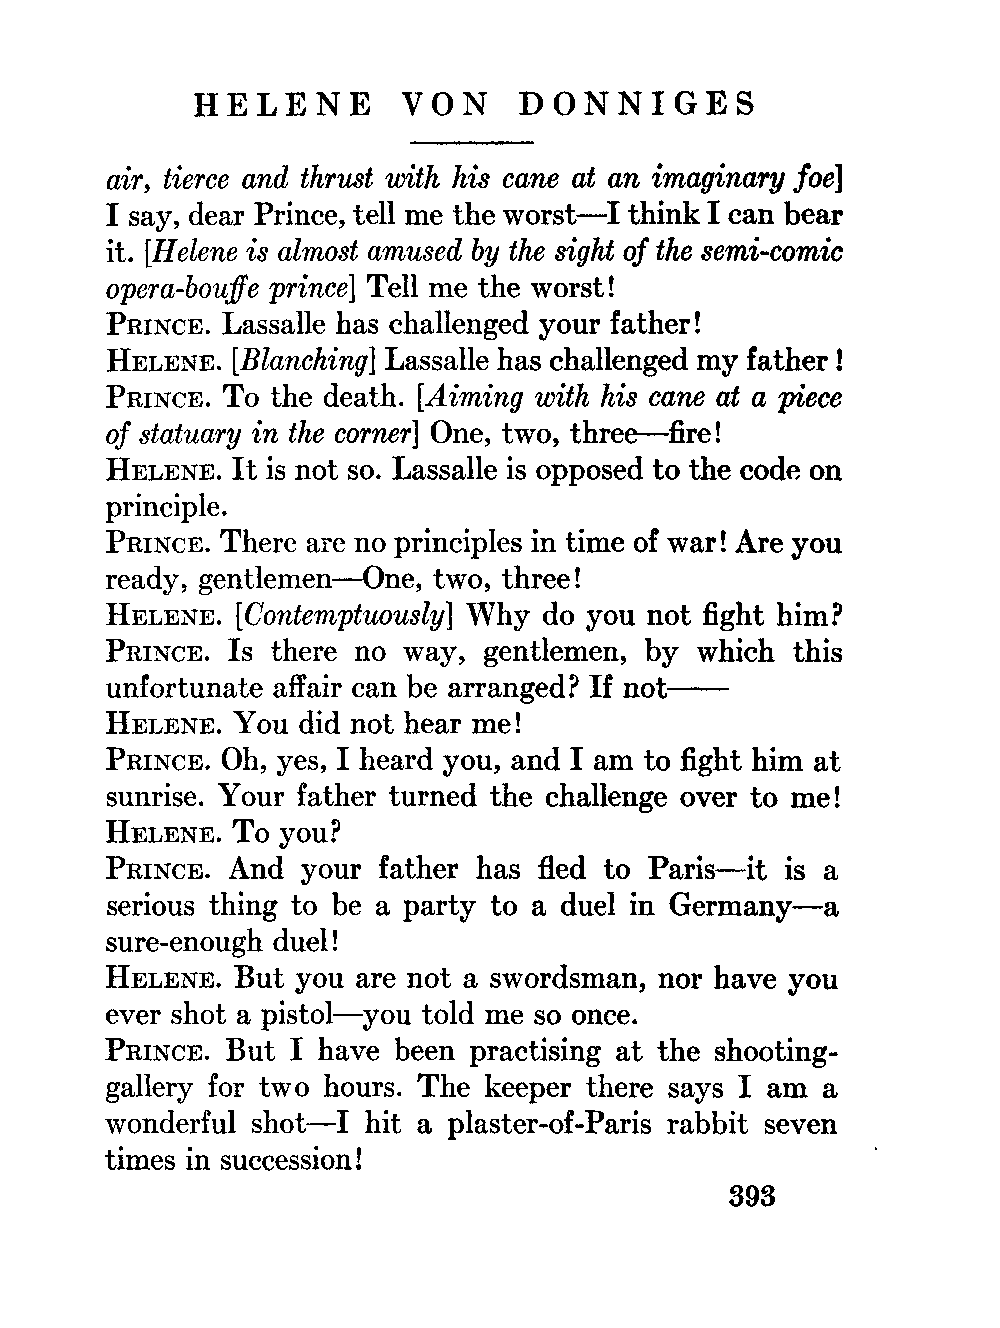 HELENE VON DONNIGES
air, tierce and thrust with his cane at an imaginary foe]
I say, dear Prince, tell me the worst—I think I can bear
it. [Helene is almost amused by the sight of the semi-comic
opera-bouffe prince] Tell me the worst!
PRINCE. Lassalle has challenged your father!
HELENE. [Blanching] Lassalle has challenged my father!
PRINCE. To the death. [Aiming with his cane at a piece
of statuary in the corner] One, two, three—fire!
HELENE. It is not so. Lassalle is opposed to the code on
principle.
PRINCE. There are no principles in time of war! Are you
ready, gentlemen—One, two, three!
HELENE. [Contemptuously] Why do you not fight him?
PRINCE. Is there no way, gentlemen, by which this
unfortunate affair can be arranged? If not——
HELENE. You did not hear me!
PRINCE. Oh, yes, I heard you, and I am to fight him at
sunrise. Your father turned the challenge over to me!
HELENE. To you?
PRINCE. And your father has fled to Paris—it is a
serious thing to be a party to a duel in Germany—a
sure-enough duel!
HELENE. But you are not a swordsman, nor have you
ever shot a pistol—you told me so once.
PRINCE. But I have been practising at the shooting-
gallery for two hours. The keeper there says I am a
wonderful shot—I hit a plaster-of-Paris rabbit seven
times in succession!
393